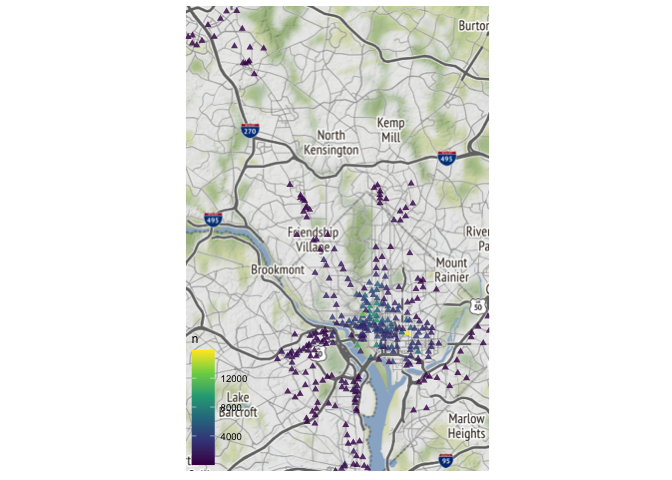 Burton
Kemp
Mill
North
Kensington
270
495
495
Friendship
Village
River
Pa
Brookmont
Mount
Rainier
50
n
12000
8000
4000
Lake
Barcroft
Marlow
Heights
95